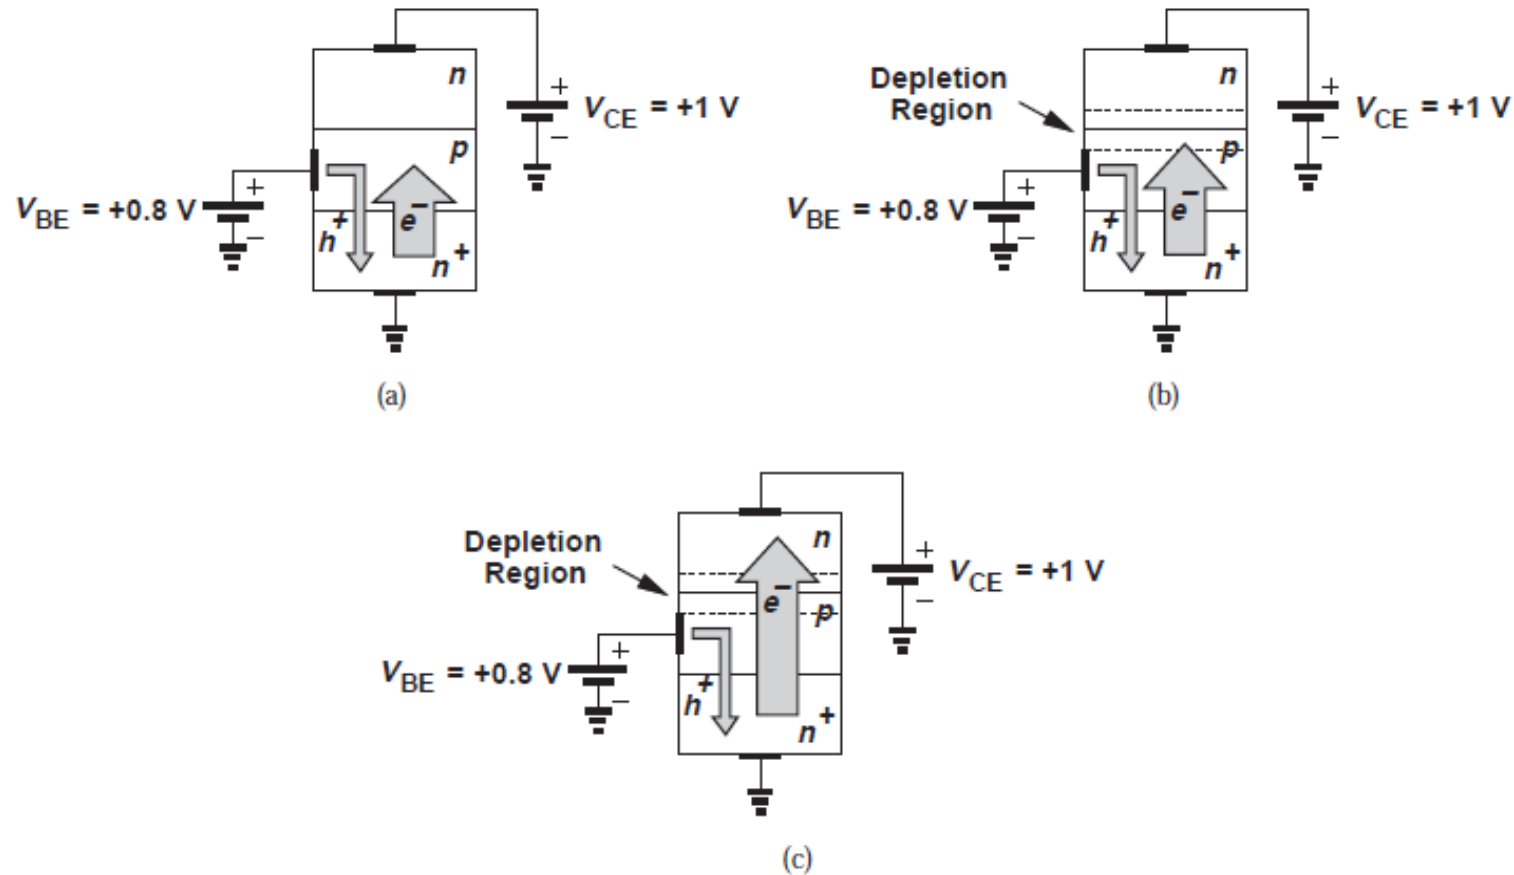 n
+
V_CE = +1 V
−
p
+
V_BE = +0.8 V
−
h+
e−
n+
(a)
Depletion
Region
n
+
V_CE = +1 V
−
p
+
V_BE = +0.8 V
−
h+
e−
n+
(b)
Depletion
Region
n
+
V_CE = +1 V
−
e−
p
+
V_BE = +0.8 V
−
h+
n+
(c)